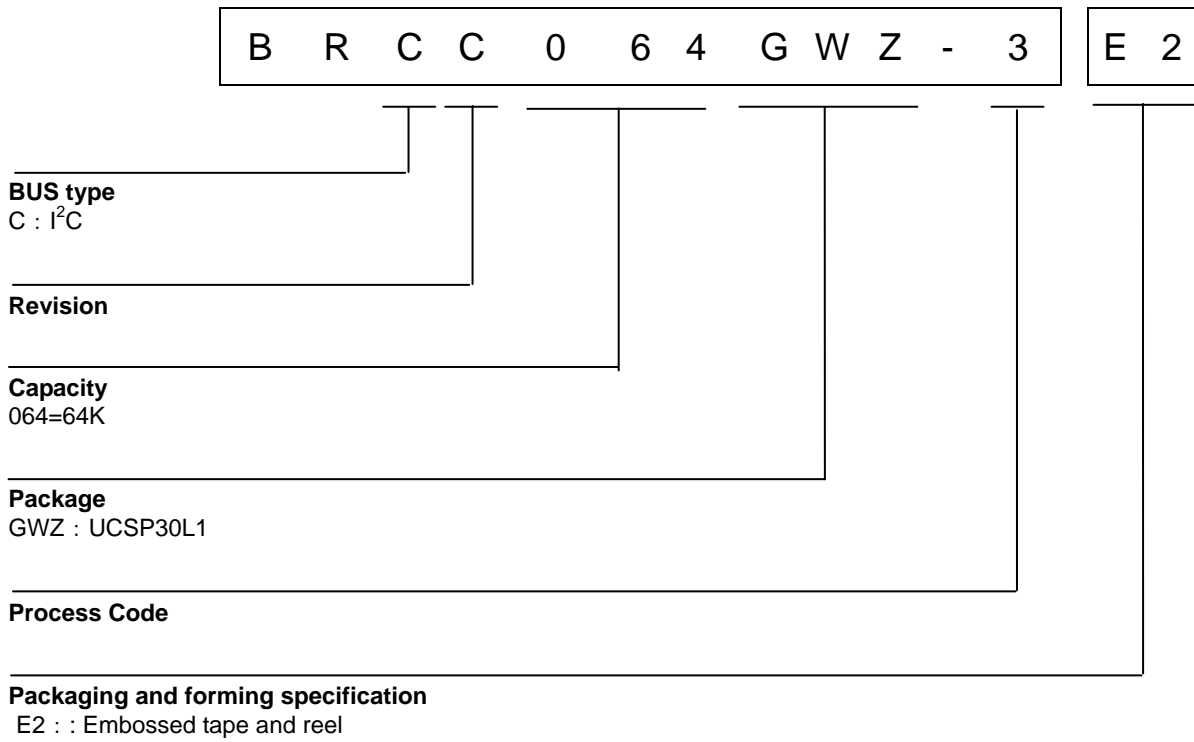 B R C C 0 6 4 G W Z - 3 E 2
BUS type
C : I²C
Revision
Capacity
064=64K
Package
GWZ : UCSP30L1
Process Code
Packaging and forming specification
E2 : : Embossed tape and reel